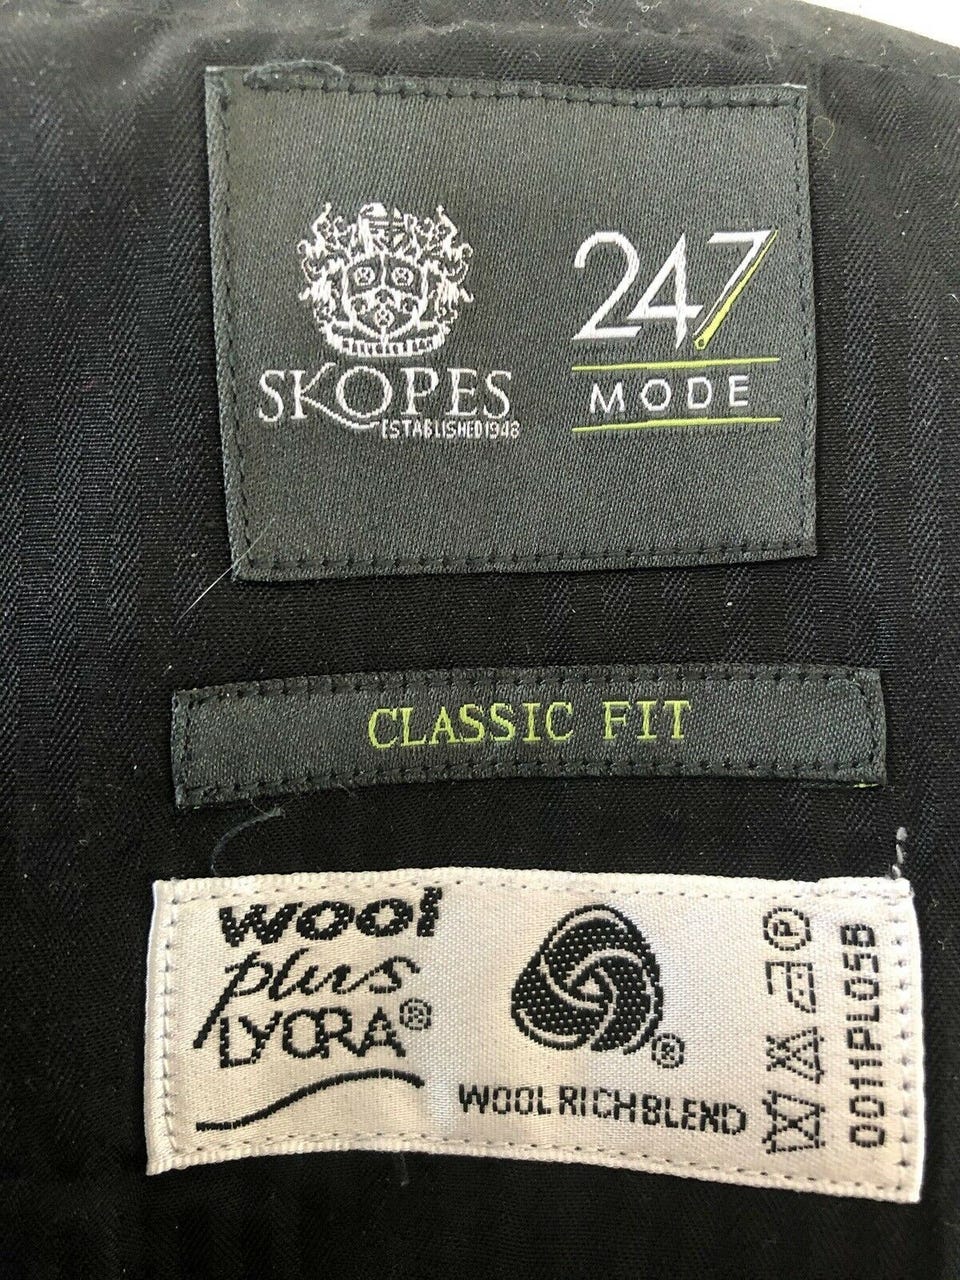 SKOPES
ESTABLISHED 1948
247
MODE
CLASSIC FIT
wool
plus
LYCRA®
®
WOOL RICH BLEND
P
0011PL05B